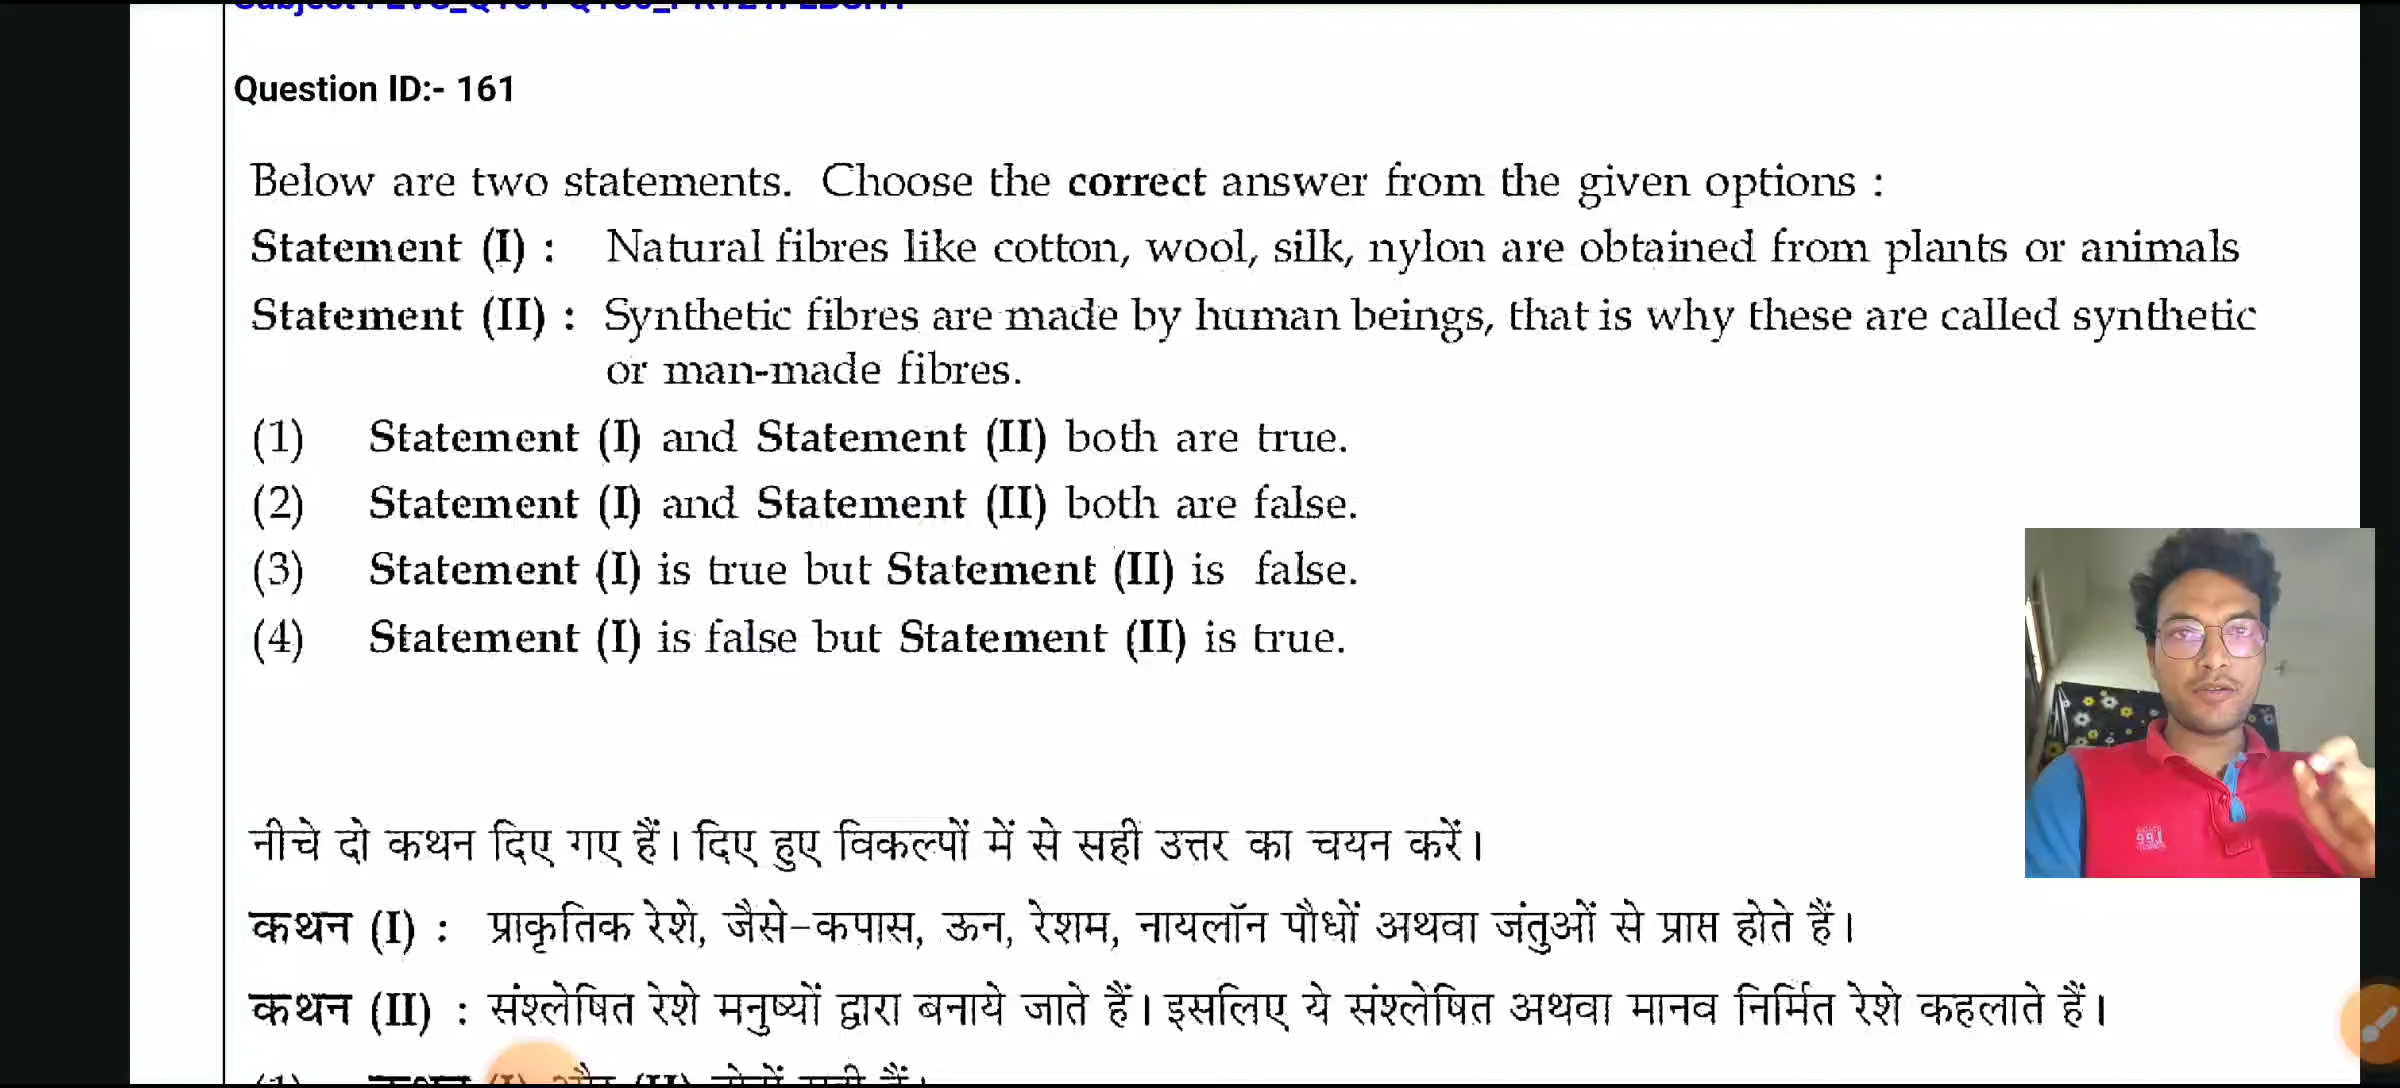 Question ID:- 161
Below are two statements. Choose the correct answer from the given options :
Statement (I) : Natural fibres like cotton, wool, silk, nylon are obtained from plants or animals
Statement (II) : Synthetic fibres are made by human beings, that is why these are called synthetic
or man-made fibres.
(1) Statement (I) and Statement (II) both are true.
(2) Statement (I) and Statement (II) both are false.
(3) Statement (I) is true but Statement (II) is false.
(4) Statement (I) is false but Statement (II) is true.
नीचे दो कथन दिए गए हैं। दिए हुए विकल्पों में से सही उत्तर का चयन करें।
कथन (I) : प्राकृतिक रेशे, जैसे-कपास, ऊन, रेशम, नायलॉन पौधों अथवा जंतुओं से प्राप्त होते हैं।
कथन (II) : संश्लेषित रेशे मनुष्यों द्वारा बनाये जाते हैं। इसलिए ये संश्लेषित अथवा मानव निर्मित रेशे कहलाते हैं।